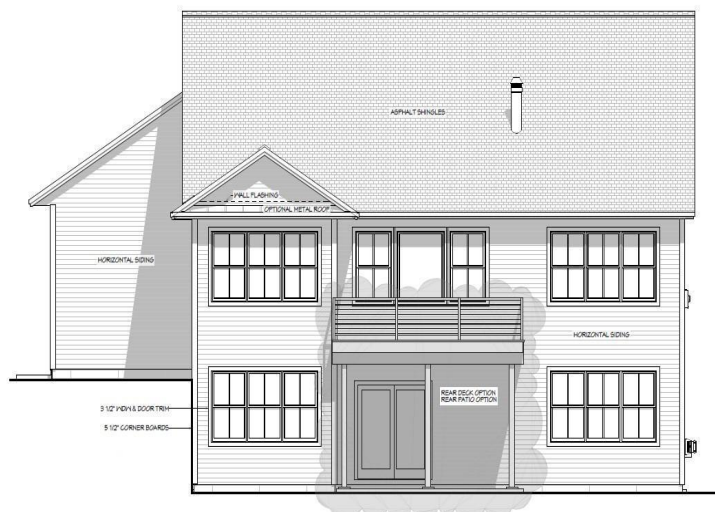 ASPHALT SHINGLES
WALL FLASHING
OPTIONAL METAL ROOF
HORIZONTAL SIDING
HORIZONTAL SIDING
REAR DECK OPTION
REAR PATIO OPTION
3 1/2" WDW & DOOR TRIM
5 1/2" CORNER BOARDS